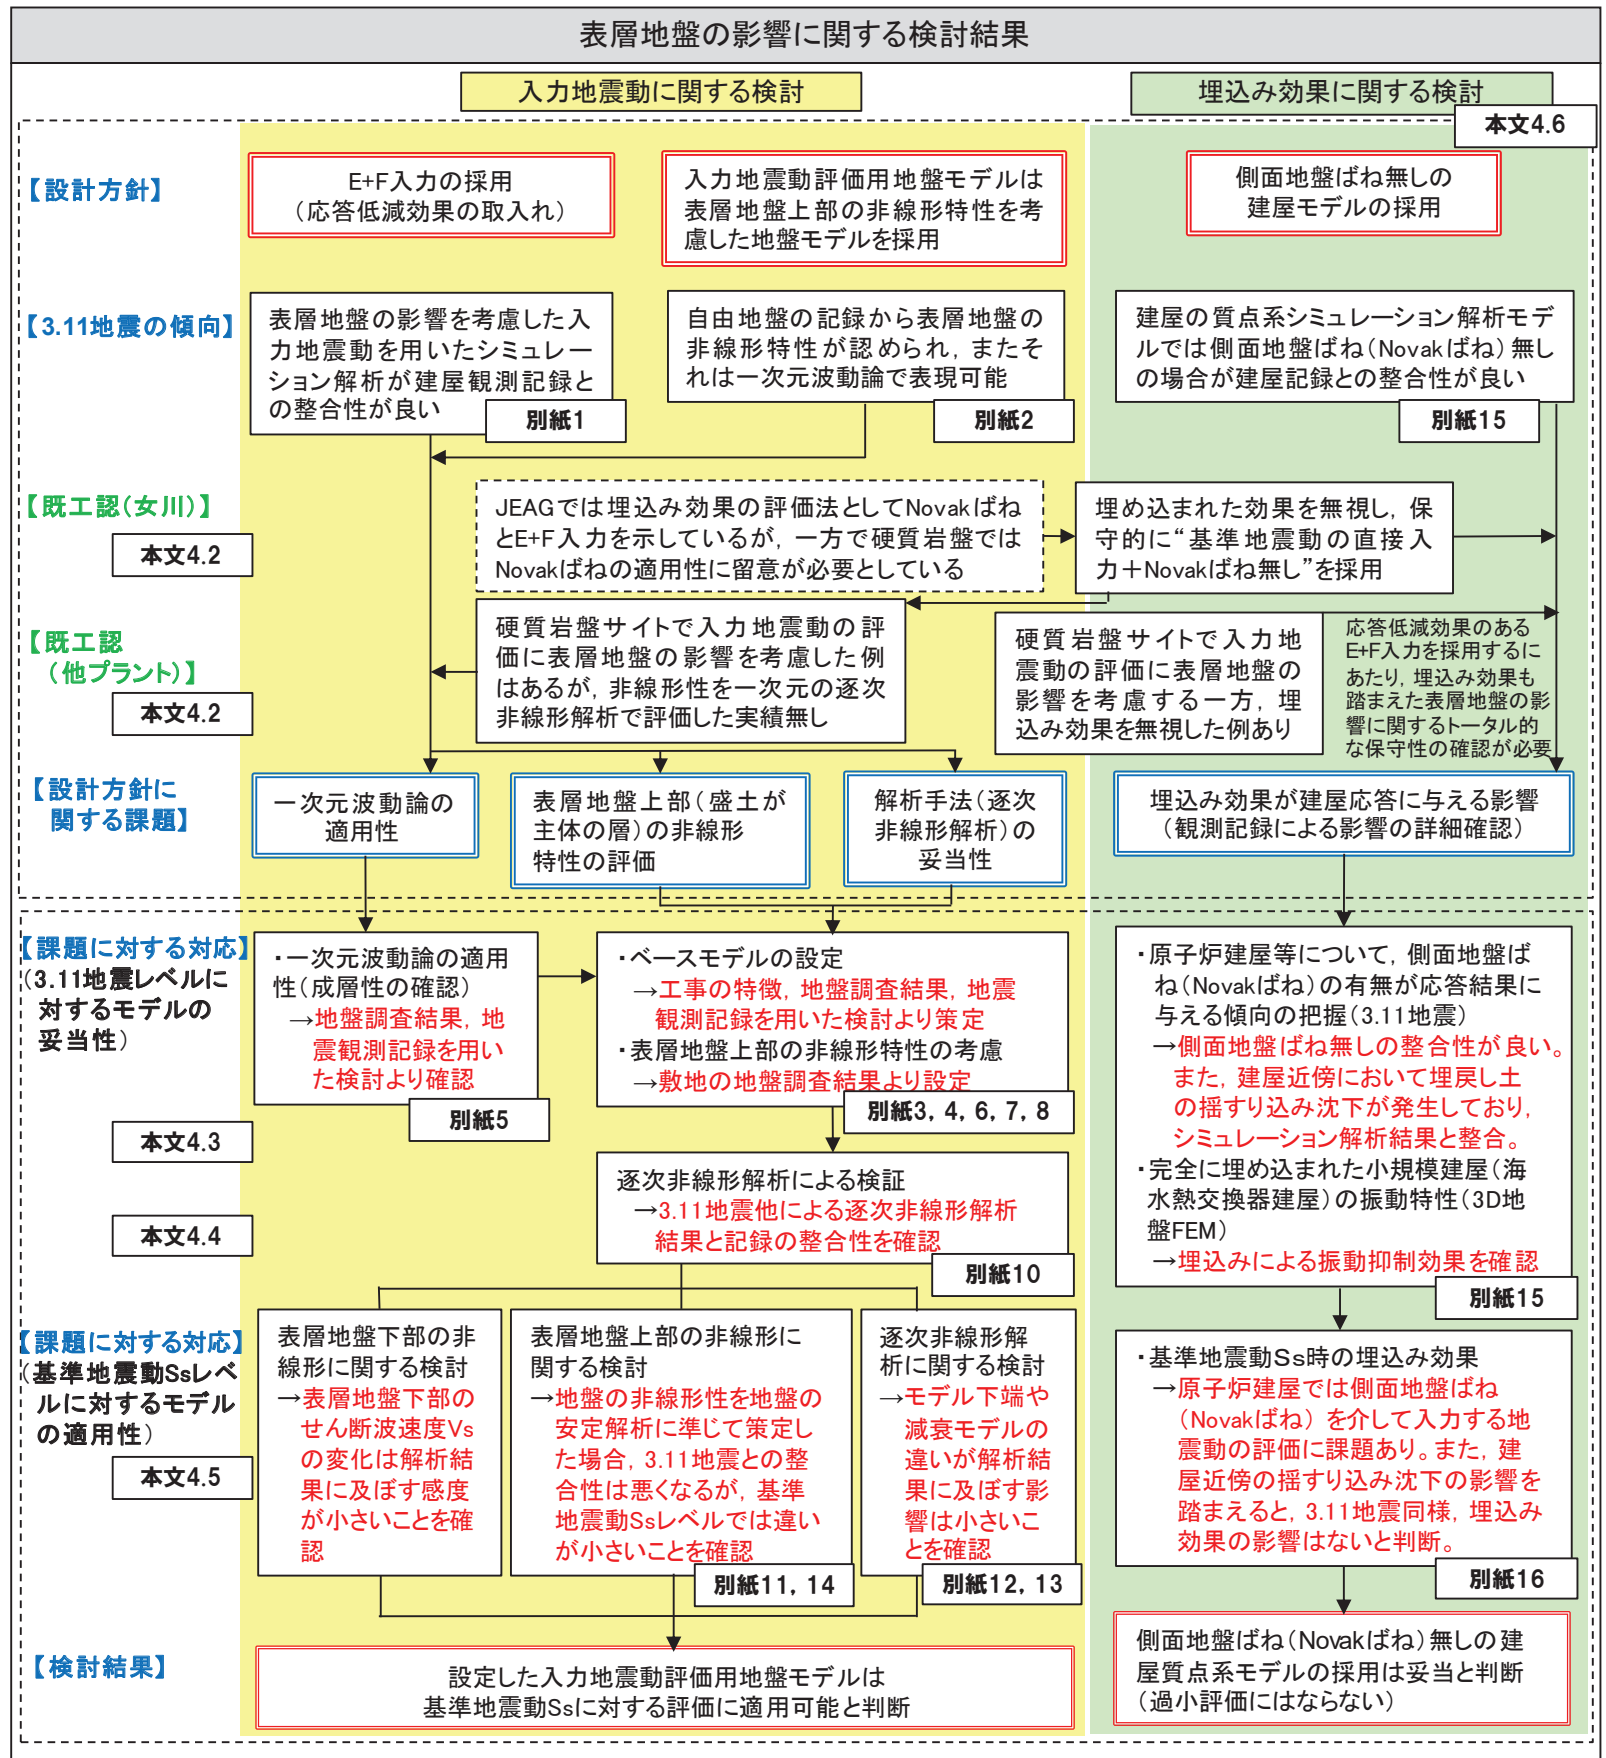 表層地盤の影響に関する検討結果
入力地震動に関する検討
埋込み効果に関する検討
本文4.6
【設計方針】
E+F入力の採用
（応答低減効果の取入れ）
入力地震動評価用地盤モデルは
表層地盤上部の非線形特性を考
慮した地盤モデルを採用
側面地盤ばね無しの
建屋モデルの採用
【3.11地震の傾向】
表層地盤の影響を考慮した入
力地震動を用いたシミュレー
ション解析が建屋観測記録と
の整合性が良い
別紙1
自由地盤の記録から表層地盤の
非線形特性が認められ，またそ
れは一次元波動論で表現可能
別紙2
建屋の質点系シミュレーション解析モデ
ルでは側面地盤ばね（Novakばね）無し
の場合が建屋記録との整合性が良い
別紙15
【既工認（女川）】
本文4.2
JEAGでは埋込み効果の評価法としてNovakばね
とE+F入力を示しているが，一方で硬質岩盤では
Novakばねの適用性に留意が必要としている
埋め込まれた効果を無視し，保
守的に“基準地震動の直接入
力＋Novakばね無し”を採用
【既工認
（他プラント）】
本文4.2
硬質岩盤サイトで入力地震動の評
価に表層地盤の影響を考慮した例
はあるが，非線形性を一次元の逐次
非線形解析で評価した実績無し
硬質岩盤サイトで入力地
震動の評価に表層地盤の
影響を考慮する一方，埋
込み効果を無視した例あり
応答低減効果のある
E+F入力を採用するに
あたり，埋込み効果も
踏まえた表層地盤の影
響に関するトータル的
な保守性の確認が必要
【設計方針に
関する課題】
一次元波動論の
適用性
表層地盤上部（盛土が
主体の層）の非線形
特性の評価
解析手法（逐次
非線形解析）の
妥当性
埋込み効果が建屋応答に与える影響
（観測記録による影響の詳細確認）
【課題に対する対応】
（3.11地震レベルに
対するモデルの
妥当性）
本文4.3
本文4.4
・一次元波動論の適用
性（成層性の確認）
→地盤調査結果，地
震観測記録を用い
た検討より確認
別紙5
・ベースモデルの設定
→工事の特徴，地盤調査結果，地震
観測記録を用いた検討より策定
・表層地盤上部の非線形特性の考慮
→敷地の地盤調査結果より設定
別紙3，4，6，7，8
逐次非線形解析による検証
→3.11地震他による逐次非線形解析
結果と記録の整合性を確認
別紙10
・原子炉建屋等について，側面地盤ば
ね（Novakばね）の有無が応答結果に
与える傾向の把握（3.11地震）
→側面地盤ばね無しの整合性が良い。
また，建屋近傍において埋戻し土
の揺すり込み沈下が発生しており，
シミュレーション解析結果と整合。
・完全に埋め込まれた小規模建屋（海
水熱交換器建屋）の振動特性（3D地
盤FEM）
→埋込みによる振動抑制効果を確認
別紙15
【課題に対する対応】
（基準地震動Ssレベ
ルに対するモデル
の適用性）
本文4.5
表層地盤下部の非
線形に関する検討
→表層地盤下部の
せん断波速度Vs
の変化は解析結
果に及ぼす感度
が小さいことを確
認
表層地盤上部の非線形に
関する検討
→地盤の非線形性を地盤の
安定解析に準じて策定し
た場合，3.11地震との整
合性は悪くなるが，基準
地震動Ssレベルでは違い
が小さいことを確認
別紙11，14
逐次非線形解
析に関する検討
→モデル下端や
減衰モデルの
違いが解析結
果に及ぼす影
響は小さいこ
とを確認
別紙12，13
・基準地震動Ss時の埋込み効果
→原子炉建屋では側面地盤ばね
（Novakばね）を介して入力する地
震動の評価に課題あり。また，建
屋近傍の揺すり込み沈下の影響を
踏まえると，3.11地震同様，埋込み
効果の影響はないと判断。
別紙16
【検討結果】
設定した入力地震動評価用地盤モデルは
基準地震動Ssに対する評価に適用可能と判断
側面地盤ばね（Novakばね）無しの建
屋質点系モデルの採用は妥当と判断
（過小評価にはならない）